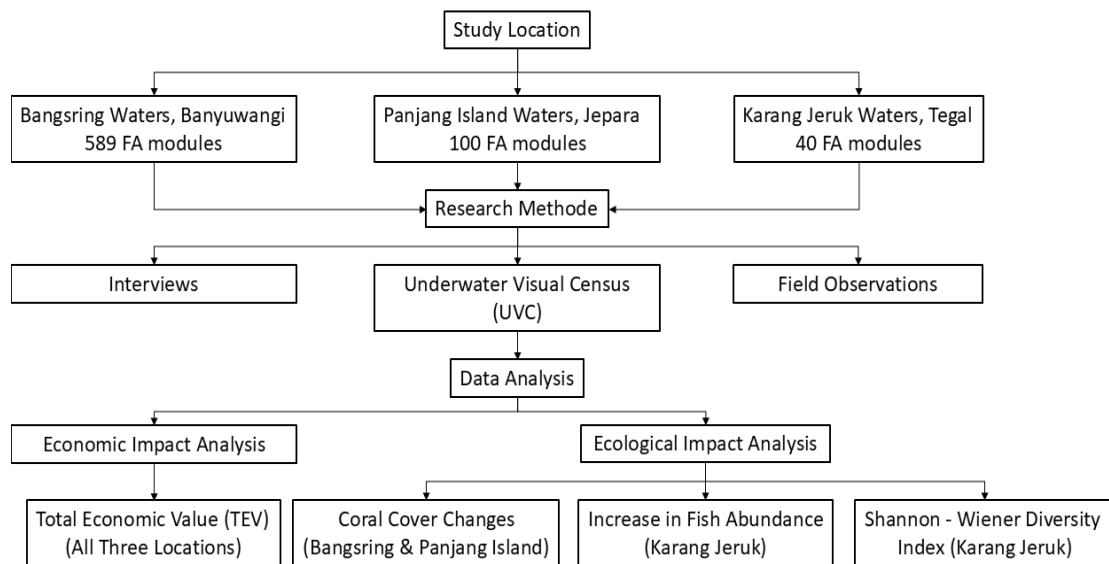 Study Location
Bangsring Waters, Banyuwangi
589 FA modules
Panjang Island Waters, Jepara
100 FA modules
Karang Jeruk Waters, Tegal
40 FA modules
Research Methode
Interviews
Underwater Visual Census
(UVC)
Field Observations
Data Analysis
Economic Impact Analysis
Ecological Impact Analysis
Total Economic Value (TEV)
(All Three Locations)
Coral Cover Changes
(Bangsring & Panjang Island)
Increase in Fish Abundance
(Karang Jeruk)
Shannon - Wiener Diversity
Index (Karang Jeruk)